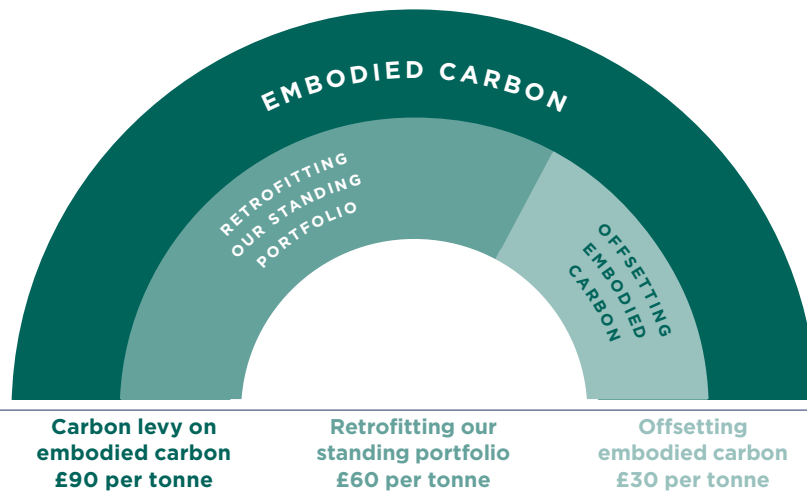 EMBODIED CARBON
RETROFITTING
OUR STANDING
PORTFOLIO
OFFSETTING
EMBODIED
CARBON
Carbon levy on
embodied carbon
£90 per tonne
Retrofitting our
standing portfolio
£60 per tonne
Offsetting
embodied carbon
£30 per tonne